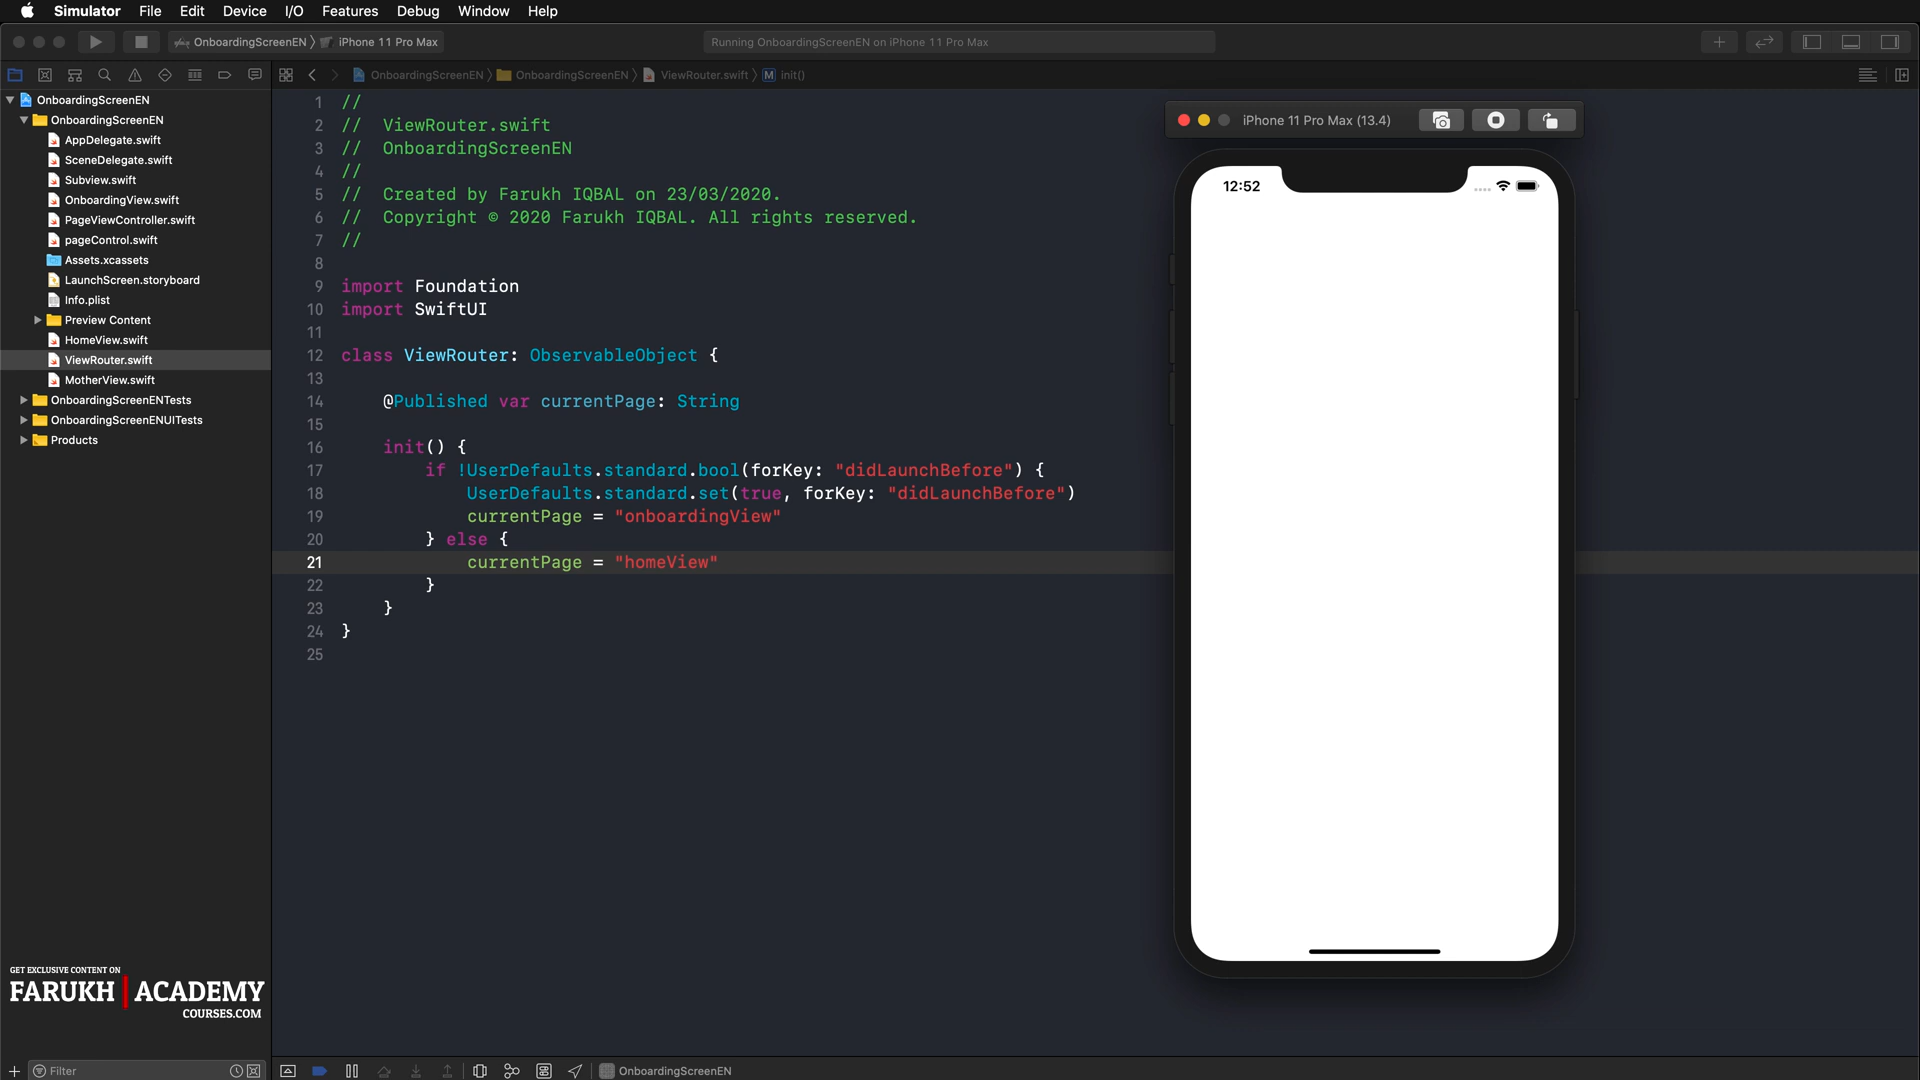 Simulator File Edit Device I/O Features Debug Window Help
OnboardingScreenEN iPhone 11 Pro Max
Running OnboardingScreenEN on iPhone 11 Pro Max
OnboardingScreenEN OnboardingScreenEN ViewRouter.swift M init()
OnboardingScreenEN
OnboardingScreenEN
AppDelegate.swift
SceneDelegate.swift
Subview.swift
OnboardingView.swift
PageViewController.swift
pageControl.swift
Assets.xcassets
LaunchScreen.storyboard
Info.plist
Preview Content
HomeView.swift
ViewRouter.swift
MotherView.swift
OnboardingScreenENTests
OnboardingScreenENUITests
Products
1 //
2 // ViewRouter.swift
3 // OnboardingScreenEN
4 //
5 // Created by Farukh IQBAL on 23/03/2020.
6 // Copyright © 2020 Farukh IQBAL. All rights reserved.
7 //
8
9 import Foundation
10 import SwiftUI
11
12 class ViewRouter: ObservableObject {
13
14 @Published var currentPage: String
15
16 init() {
17 if !UserDefaults.standard.bool(forKey: "didLaunchBefore") {
18 UserDefaults.standard.set(true, forKey: "didLaunchBefore")
19 currentPage = "onboardingView"
20 } else {
21 currentPage = "homeView"
22 }
23 }
24 }
25
iPhone 11 Pro Max (13.4)
12:52
GET EXCLUSIVE CONTENT ON
FARUKH ACADEMY
COURSES.COM
Filter
OnboardingScreenEN